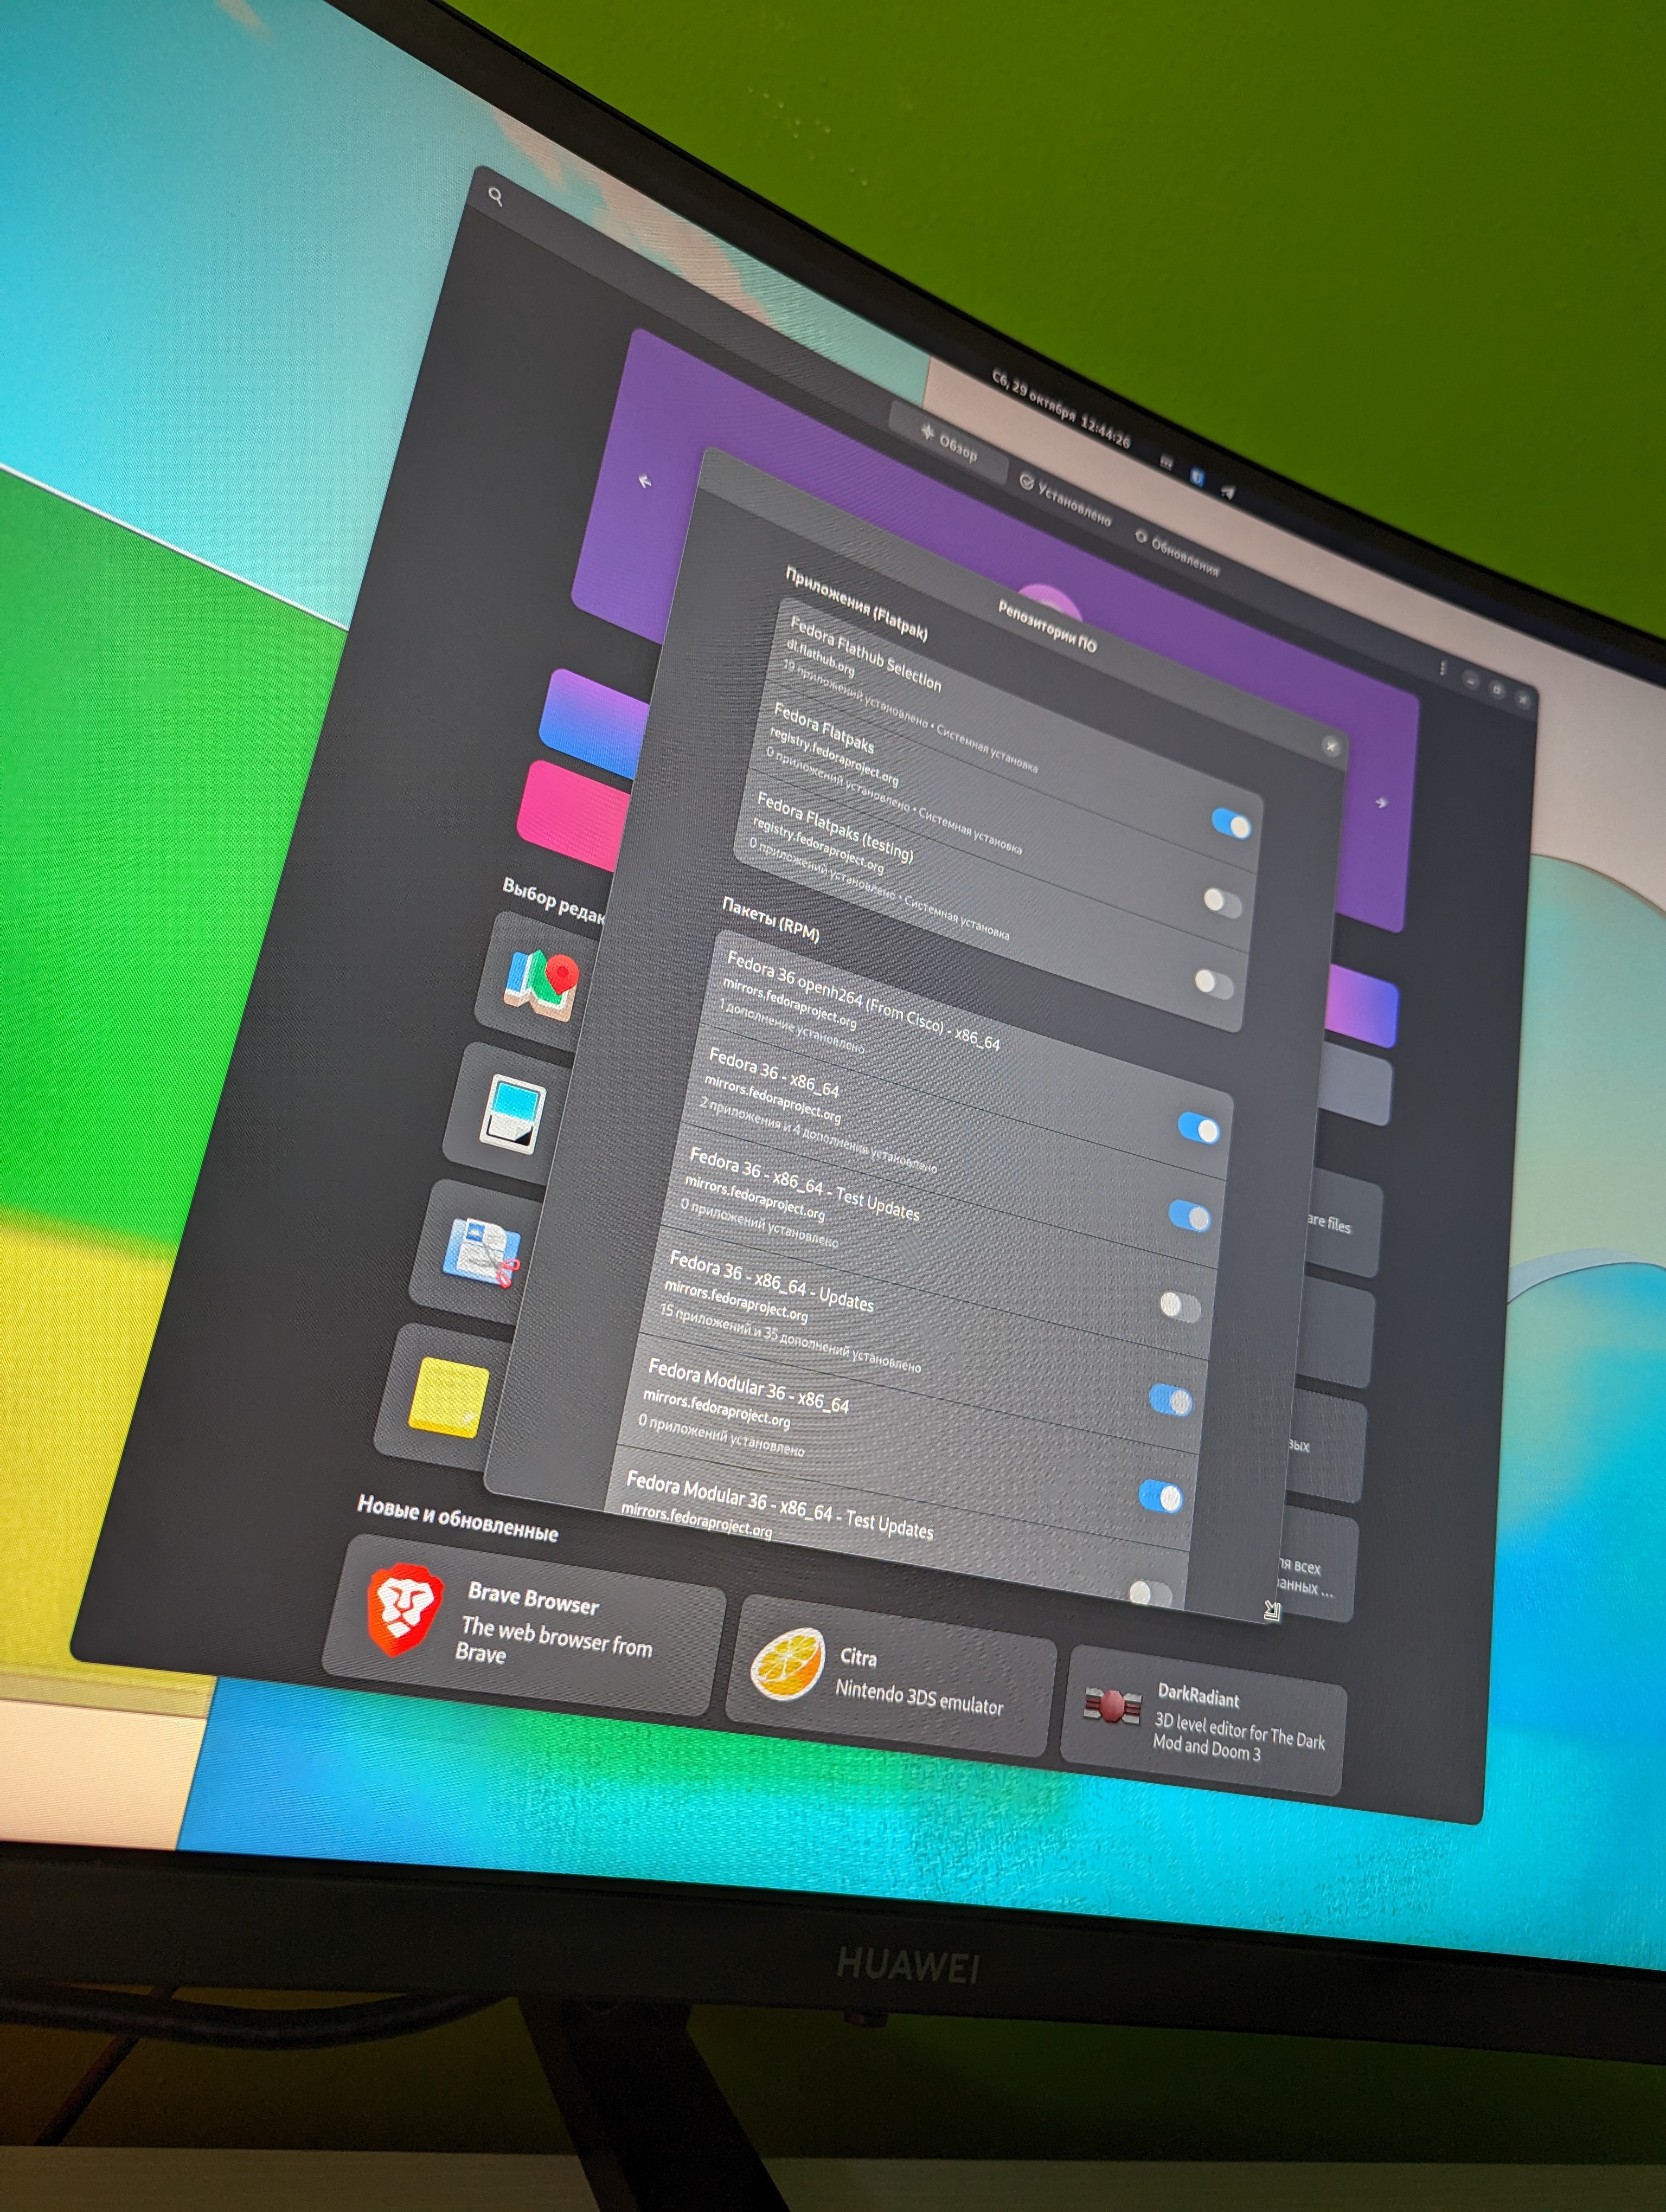 Сб, 29 октября 12:44:26
Обзор
Установлено
Обновления
Репозитории ПО
Приложения (Flatpak)
Fedora Flathub Selection
dl.flathub.org
19 приложений установлено • Системная установка
Fedora Flatpaks
registry.fedoraproject.org
0 приложений установлено • Системная установка
Fedora Flatpaks (testing)
registry.fedoraproject.org
0 приложений установлено • Системная установка
Пакеты (RPM)
Fedora 36 openh264 (From Cisco) - x86_64
mirrors.fedoraproject.org
1 дополнение установлено
Fedora 36 - x86_64
mirrors.fedoraproject.org
2 приложения и 4 дополнения установлено
Fedora 36 - x86_64 - Test Updates
mirrors.fedoraproject.org
0 приложений установлено
Fedora 36 - x86_64 - Updates
mirrors.fedoraproject.org
15 приложений и 35 дополнений установлено
Fedora Modular 36 - x86_64
mirrors.fedoraproject.org
0 приложений установлено
Fedora Modular 36 - x86_64 - Test Updates
mirrors.fedoraproject.org
Выбор редак
are files
вых
ля всех
анных ...
Новые и обновленные
Brave Browser
The web browser from
Brave
Citra
Nintendo 3DS emulator
DarkRadiant
3D level editor for The Dark
Mod and Doom 3
HUAWEI